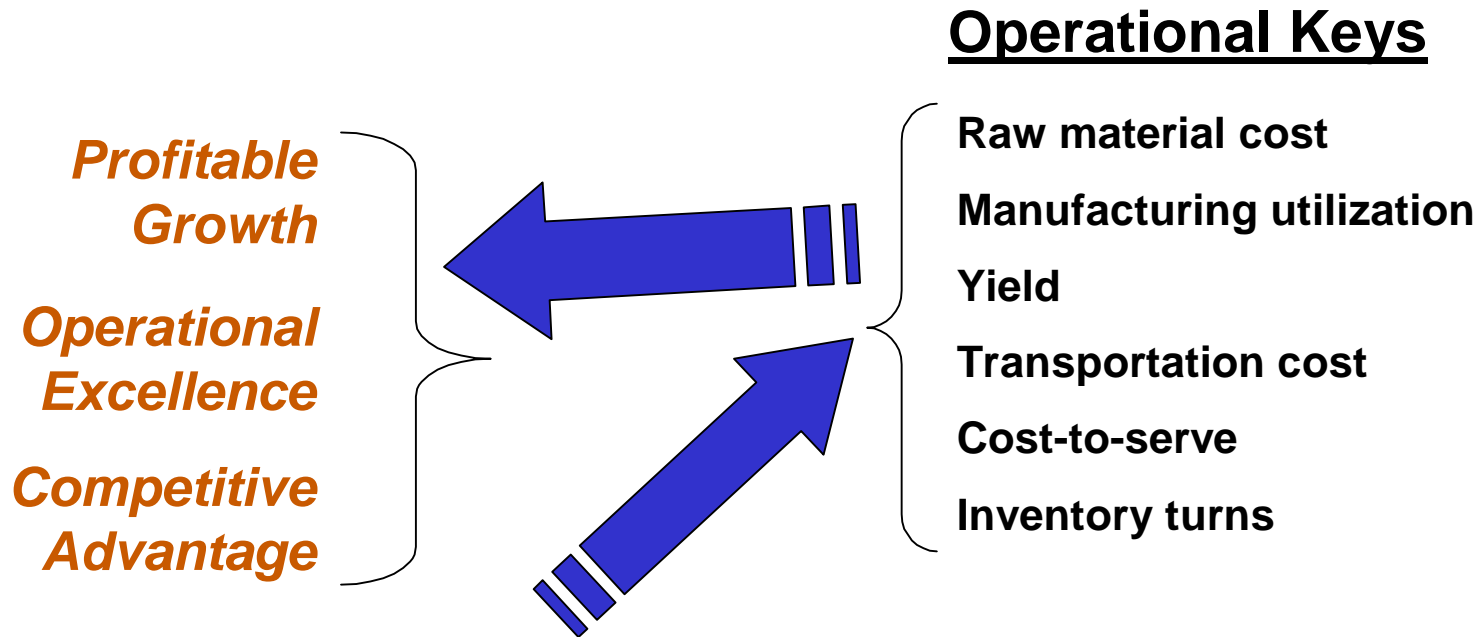 Operational Keys
Profitable
Growth
Operational
Excellence
Competitive
Advantage
Raw material cost
Manufacturing utilization
Yield
Transportation cost
Cost-to-serve
Inventory turns